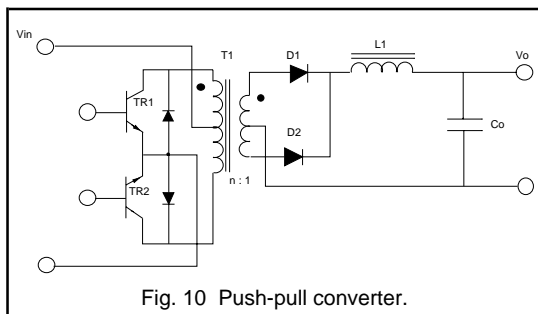 Vin
T1
D1
L1
Vo
TR1
D2
Co
TR2
n : 1
Fig. 10 Push-pull converter.